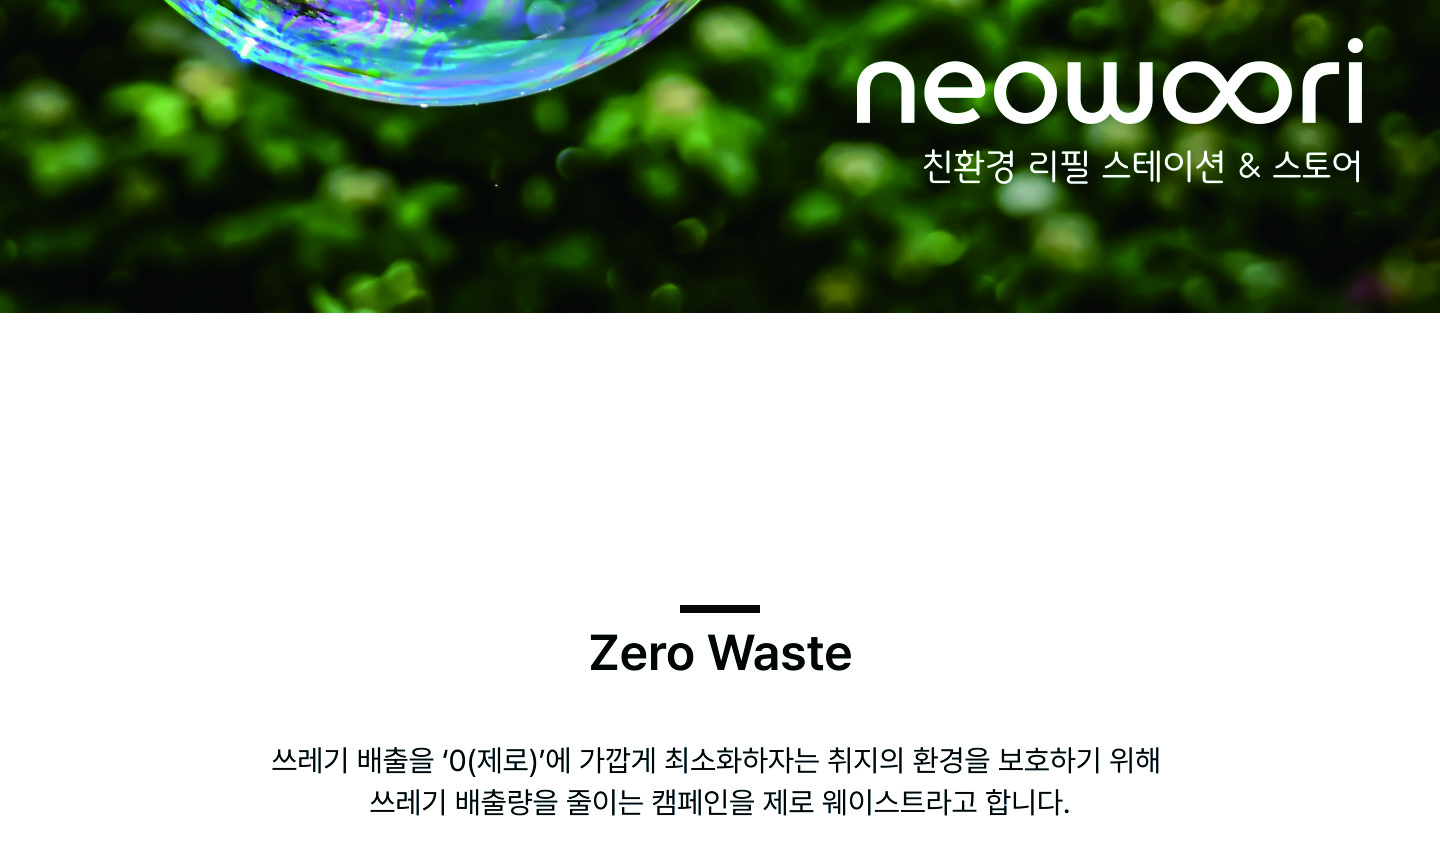 neowoori
친환경 리필 스테이션 & 스토어
Zero Waste
쓰레기 배출을 ‘0(제로)’에 가깝게 최소화하자는 취지의 환경을 보호하기 위해
쓰레기 배출량을 줄이는 캠페인을 제로 웨이스트라고 합니다.